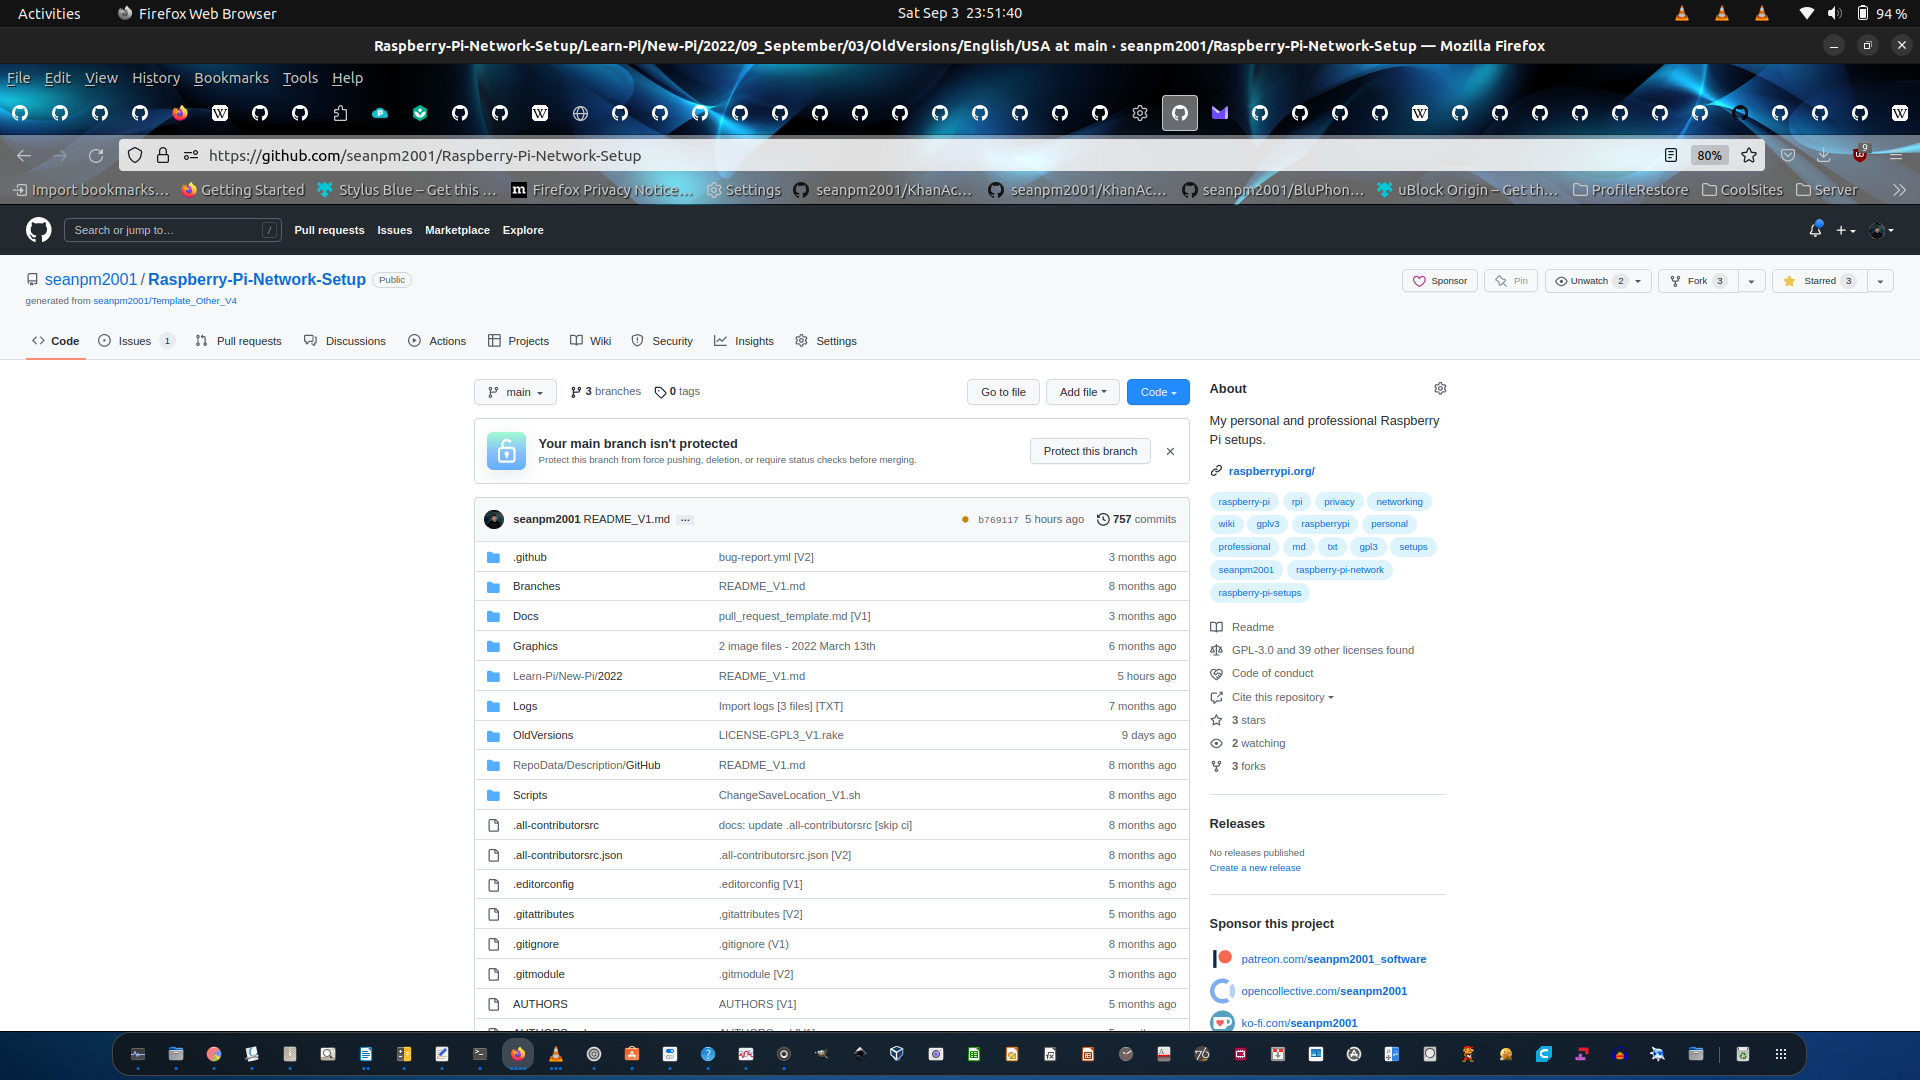 Activities
Firefox Web Browser
Sat Sep 3 23:51:40
94 %
Raspberry-Pi-Network-Setup/Learn-Pi/New-Pi/2022/09_September/03/OldVersions/English/USA at main · seanpm2001/Raspberry-Pi-Network-Setup — Mozilla Firefox
File Edit View History Bookmarks Tools Help
https://github.com/seanpm2001/Raspberry-Pi-Network-Setup
80%
9
Import bookmarks… Getting Started Stylus Blue – Get this … Firefox Privacy Notice… Settings seanpm2001/KhanAc… seanpm2001/KhanAc… seanpm2001/BluPhon… uBlock Origin – Get th… ProfileRestore CoolSites Server
Search or jump to… /
Pull requests Issues Marketplace Explore
seanpm2001 / Raspberry-Pi-Network-Setup Public
generated from seanpm2001/Template_Other_V4
Sponsor Pin Unwatch 2 Fork 3 Starred 3
Code Issues 1 Pull requests Discussions Actions Projects Wiki Security Insights Settings
main 3 branches 0 tags Go to file Add file Code
Your main branch isn't protected
Protect this branch from force pushing, deletion, or require status checks before merging.
Protect this branch
seanpm2001 README_V1.md ... b769117 5 hours ago 757 commits
.github bug-report.yml [V2] 3 months ago
Branches README_V1.md 8 months ago
Docs pull_request_template.md [V1] 3 months ago
Graphics 2 image files - 2022 March 13th 6 months ago
Learn-Pi/New-Pi/2022 README_V1.md 5 hours ago
Logs Import logs [3 files] [TXT] 7 months ago
OldVersions LICENSE-GPL3_V1.rake 9 days ago
RepoData/Description/GitHub README_V1.md 8 months ago
Scripts ChangeSaveLocation_V1.sh 8 months ago
.all-contributorsrc docs: update .all-contributorsrc [skip ci] 8 months ago
.all-contributorsrc.json .all-contributorsrc.json [V2] 8 months ago
.editorconfig .editorconfig [V1] 5 months ago
.gitattributes ,gitattributes [V2] 5 months ago
.gitignore .gitignore (V1) 8 months ago
.gitmodule .gitmodule [V2] 3 months ago
AUTHORS AUTHORS [V1] 5 months ago
About
My personal and professional Raspberry
Pi setups.
raspberrypi.org/
raspberry-pi rpi privacy networking
wiki gplv3 raspberrypi personal
professional md txt gpl3 setups
seanpm2001 raspberry-pi-network
raspberry-pi-setups
Readme
GPL-3.0 and 39 other licenses found
Code of conduct
Cite this repository
3 stars
2 watching
3 forks
Releases
No releases published
Create a new release
Sponsor this project
patreon.com/seanpm2001_software
opencollective.com/seanpm2001
ko-fi.com/seanpm2001